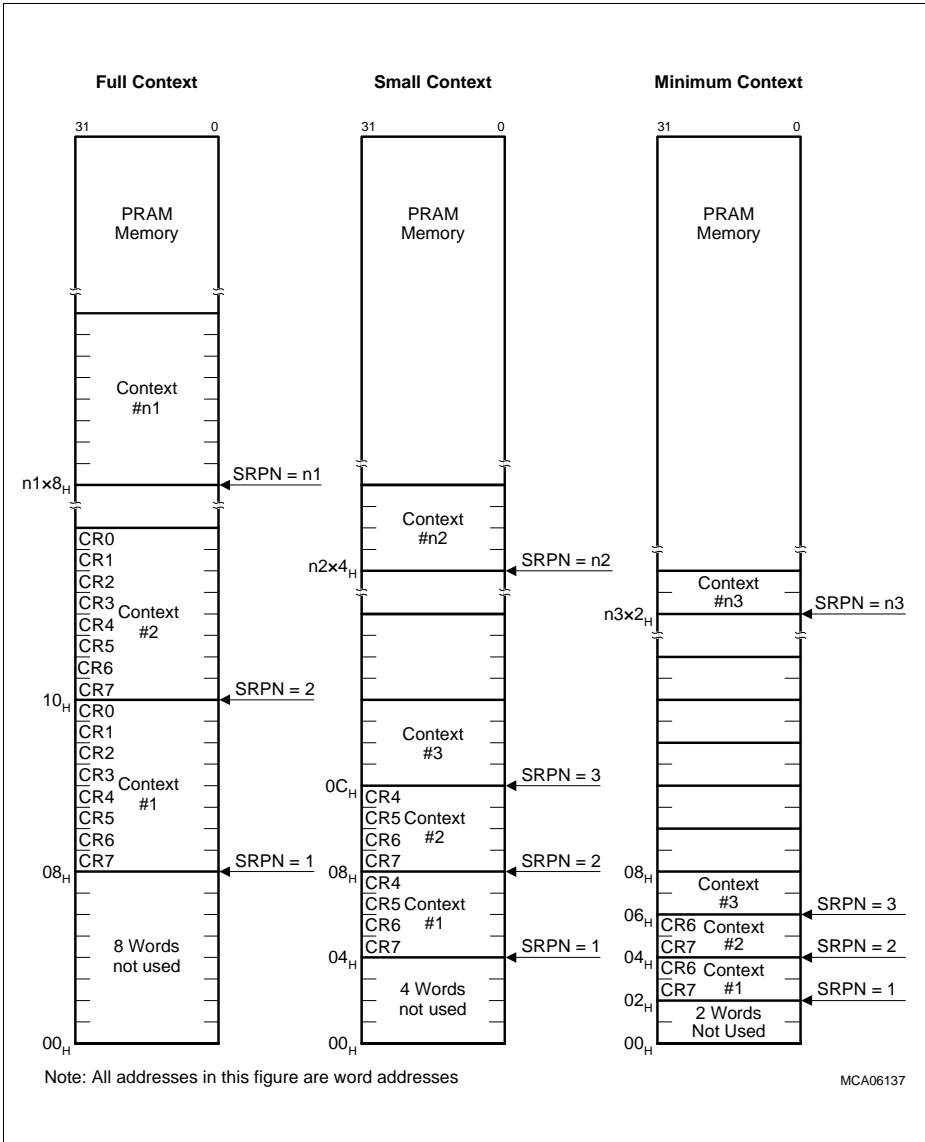 Full Context
Small Context
Minimum Context
31 0
31 0
31 0
PRAM
Memory
PRAM
Memory
PRAM
Memory
Context
#n1
n1×8H
SRPN = n1
CR0
CR1
CR2
CR3
CR4
CR5
CR6
CR7
Context
#2
10H
SRPN = 2
CR0
CR1
CR2
CR3
CR4
CR5
CR6
CR7
Context
#1
08H
SRPN = 1
8 Words
not used
00H
Context
#n2
n2×4H
SRPN = n2
Context
#3
0CH
SRPN = 3
CR4
CR5
CR6
CR7
Context
#2
08H
SRPN = 2
CR4
CR5
CR6
CR7
Context
#1
04H
SRPN = 1
4 Words
not used
00H
Context
#n3
n3×2H
SRPN = n3
08H
Context
#3
06H
SRPN = 3
CR6
CR7
Context
#2
04H
SRPN = 2
CR6
CR7
Context
#1
02H
SRPN = 1
2 Words
Not Used
00H
Note: All addresses in this figure are word addresses
MCA06137